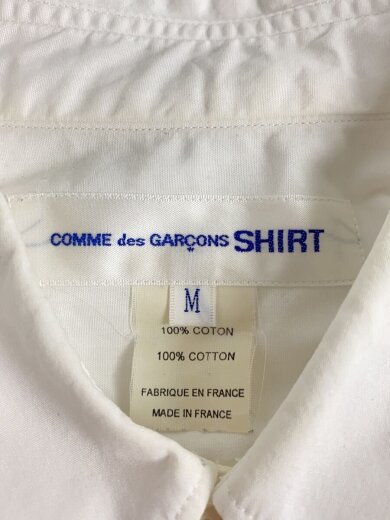 COMME des GARÇONS SHIRT
M
100% COTON
100% COTTON
FABRIQUE EN FRANCE
MADE IN FRANCE